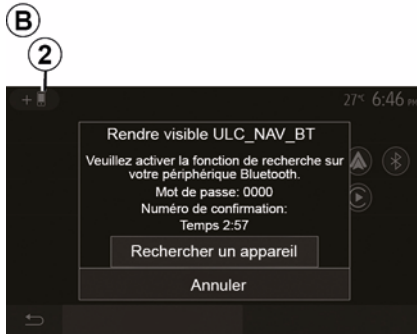 B
2
+
27°C 6:46 PM
Rendre visible ULC_NAV_BT
Veuillez activer la fonction de recherche sur
votre périphérique Bluetooth.
Mot de passe: 0000
Numéro de confirmation:
Temps 2:57
Rechercher un appareil
Annuler